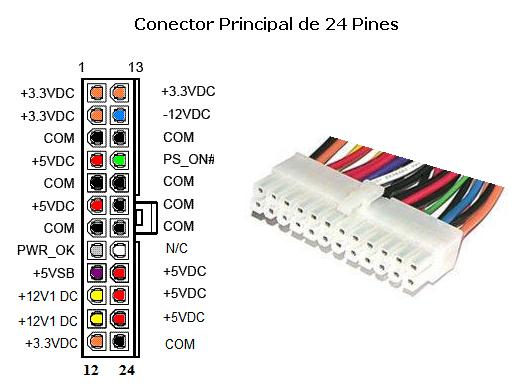 Conector Principal de 24 Pines
1 13
+3.3VDC +3.3VDC
+3.3VDC -12VDC
COM COM
+5VDC PS_ON#
COM COM
+5VDC COM
COM COM
PWR_OK N/C
+5VSB +5VDC
+12V1 DC +5VDC
+12V1 DC +5VDC
+3.3VDC COM
12 24